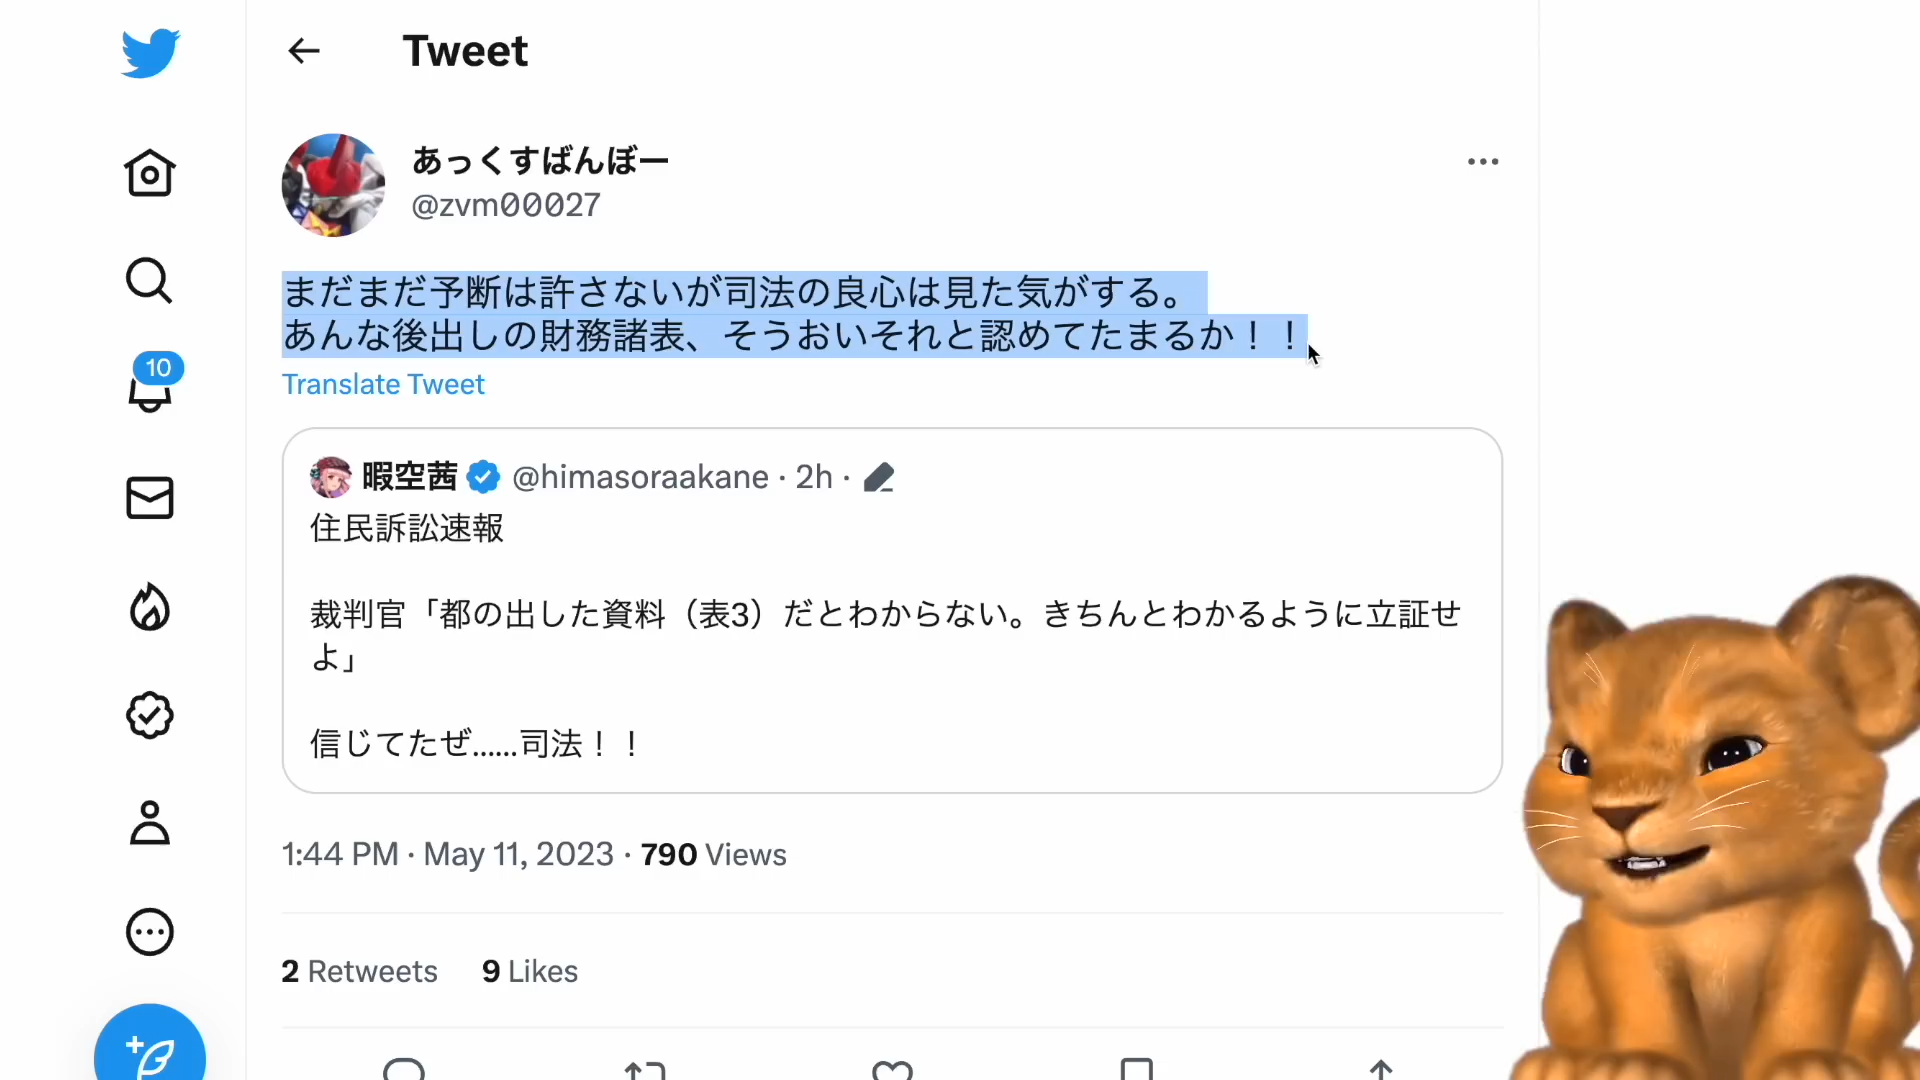 Tweet
あっくすばんぼー
@zvm00027
まだまだ予断は許さないが司法の良心は見た気がする。
あんな後出しの財務諸表、そうおいそれと認めてたまるか！！
Translate Tweet
暇空茜 @himasoraakane · 2h ·
住民訴訟速報
裁判官「都の出した資料（表3）だとわからない。きちんとわかるように立証せ
よ」
信じてたぜ......司法！！
1:44 PM · May 11, 2023 · 790 Views
2 Retweets 9 Likes
10